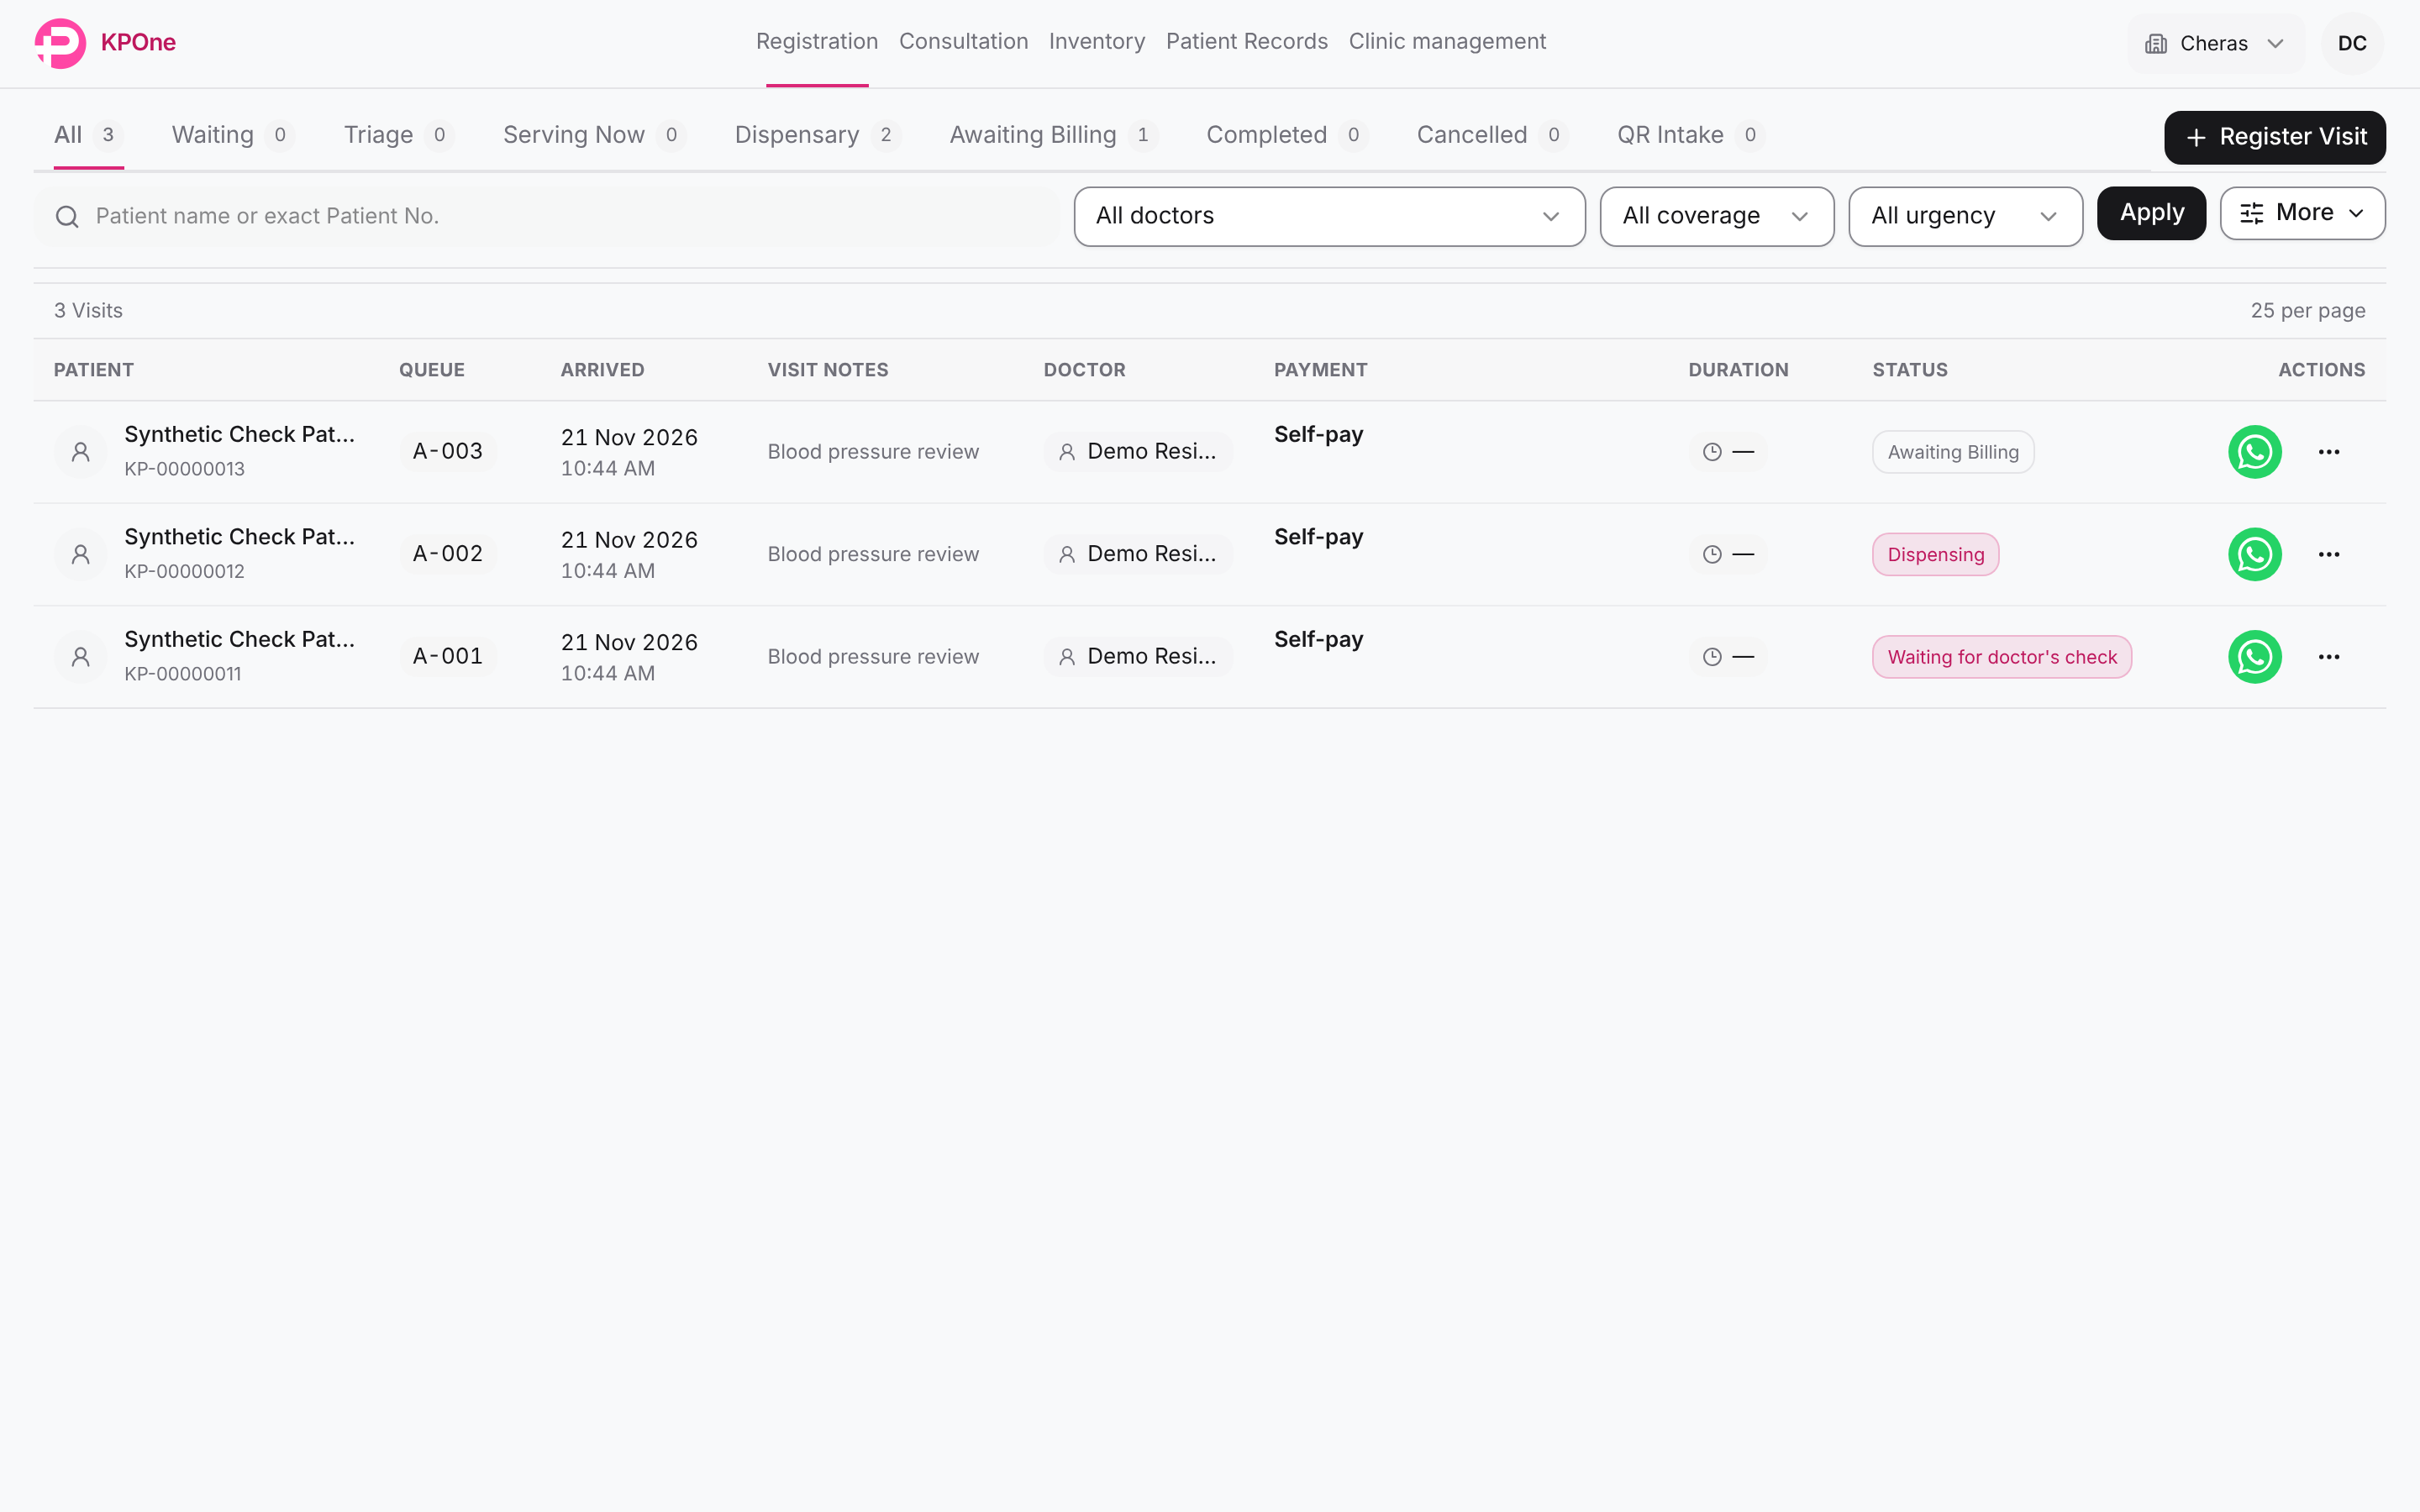 KPOne
Registration Consultation Inventory Patient Records Clinic management
Cheras
DC
All 3 Waiting 0 Triage 0 Serving Now 0 Dispensary 2 Awaiting Billing 1 Completed 0 Cancelled 0 QR Intake 0
+ Register Visit
Patient name or exact Patient No.
All doctors All coverage All urgency Apply More
3 Visits 25 per page
PATIENT QUEUE ARRIVED VISIT NOTES DOCTOR PAYMENT DURATION STATUS ACTIONS
Synthetic Check Pat... A-003 21 Nov 2026 Blood pressure review Demo Resi... Self-pay — Awaiting Billing ...
KP-00000013 10:44 AM
Synthetic Check Pat... A-002 21 Nov 2026 Blood pressure review Demo Resi... Self-pay — Dispensing ...
KP-00000012 10:44 AM
Synthetic Check Pat... A-001 21 Nov 2026 Blood pressure review Demo Resi... Self-pay — Waiting for doctor's check ...
KP-00000011 10:44 AM